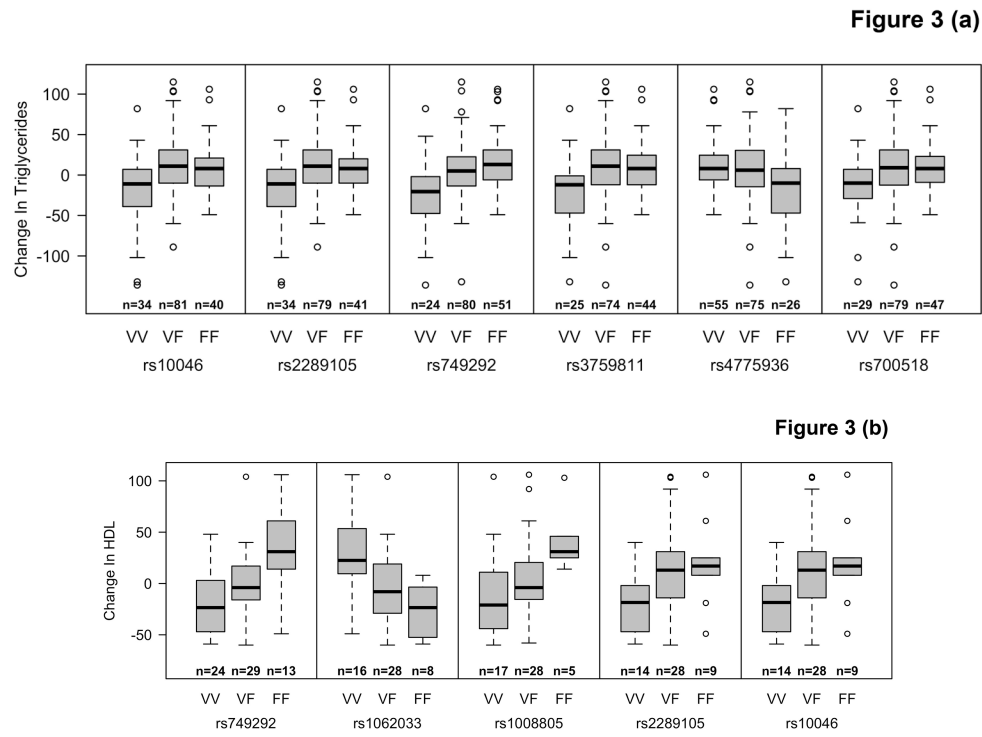 Figure 3 (a)
Change In Triglycerides
100
50
0
-50
-100
n=34 n=81 n=40 n=34 n=79 n=41 n=24 n=80 n=51 n=25 n=74 n=44 n=55 n=75 n=26 n=29 n=79 n=47
VV VF FF VV VF FF VV VF FF VV VF FF VV VF FF VV VF FF
rs10046 rs2289105 rs749292 rs3759811 rs4775936 rs700518
Figure 3 (b)
Change In HDL
100
50
0
-50
n=24 n=29 n=13 n=16 n=28 n=8 n=17 n=28 n=5 n=14 n=28 n=9 n=14 n=28 n=9
VV VF FF VV VF FF VV VF FF VV VF FF VV VF FF
rs749292 rs1062033 rs1008805 rs2289105 rs10046